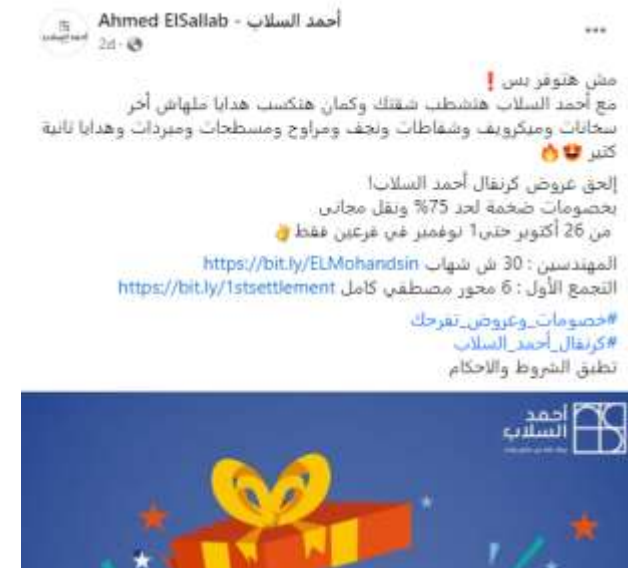 Ahmed ElSallab - أحمد السلاب
2d
مش هتوفر بس❗
مع أحمد السلاب هتشطب شقتك وكمان هتكسب هدايا ملهاش أخر
سخانات وميكرويف وشفاطات ونجف ومراوح ومسطحات ومبردات وهدايا تانية
كتير 🤩🔥
إلحق عروض كرنفال أحمد السلاب!
بخصومات ضخمة لحد 75% ونقل مجانى
من 26 أكتوبر حتى1 نوفمبر في فرعين فقط👌
المهندسين : 30 ش شهاب https://bit.ly/ELMohandsin
التجمع الأول : 6 محور مصطفي كامل https://bit.ly/1stsettlement
#خصومات_وعروض_تفرحك
#كرنفال_أحمد_السلاب
تطبق الشروط والاحكام
أحمد
السلاب